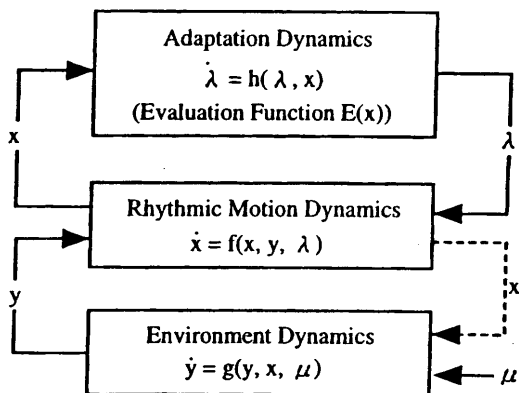 Adaptation Dynamics
λ̇ = h( λ , x)
(Evaluation Function E(x))
x
λ
Rhythmic Motion Dynamics
ẋ = f(x, y, λ )
y
x
Environment Dynamics
ẏ = g(y, x, μ )
μ